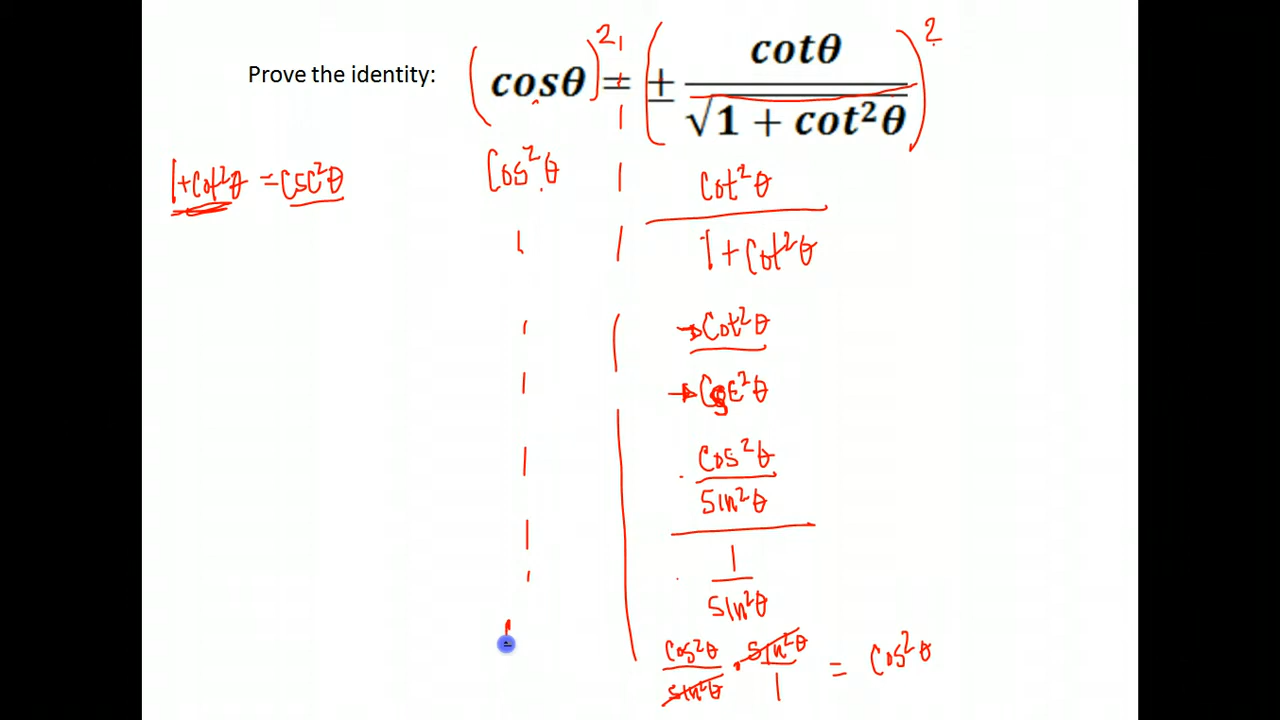 Prove the identity: (cosθ)² = (± cotθ / √1 + cot²θ)²
1+cot²θ = csc²θ
Cos²θ
Cot²θ / 1 + Cot²θ
Cot²θ / Csc²θ
Cos²θ / Sin²θ
1 / Sin²θ
Cos²θ / Sin²θ · Sin²θ / 1 = Cos²θ